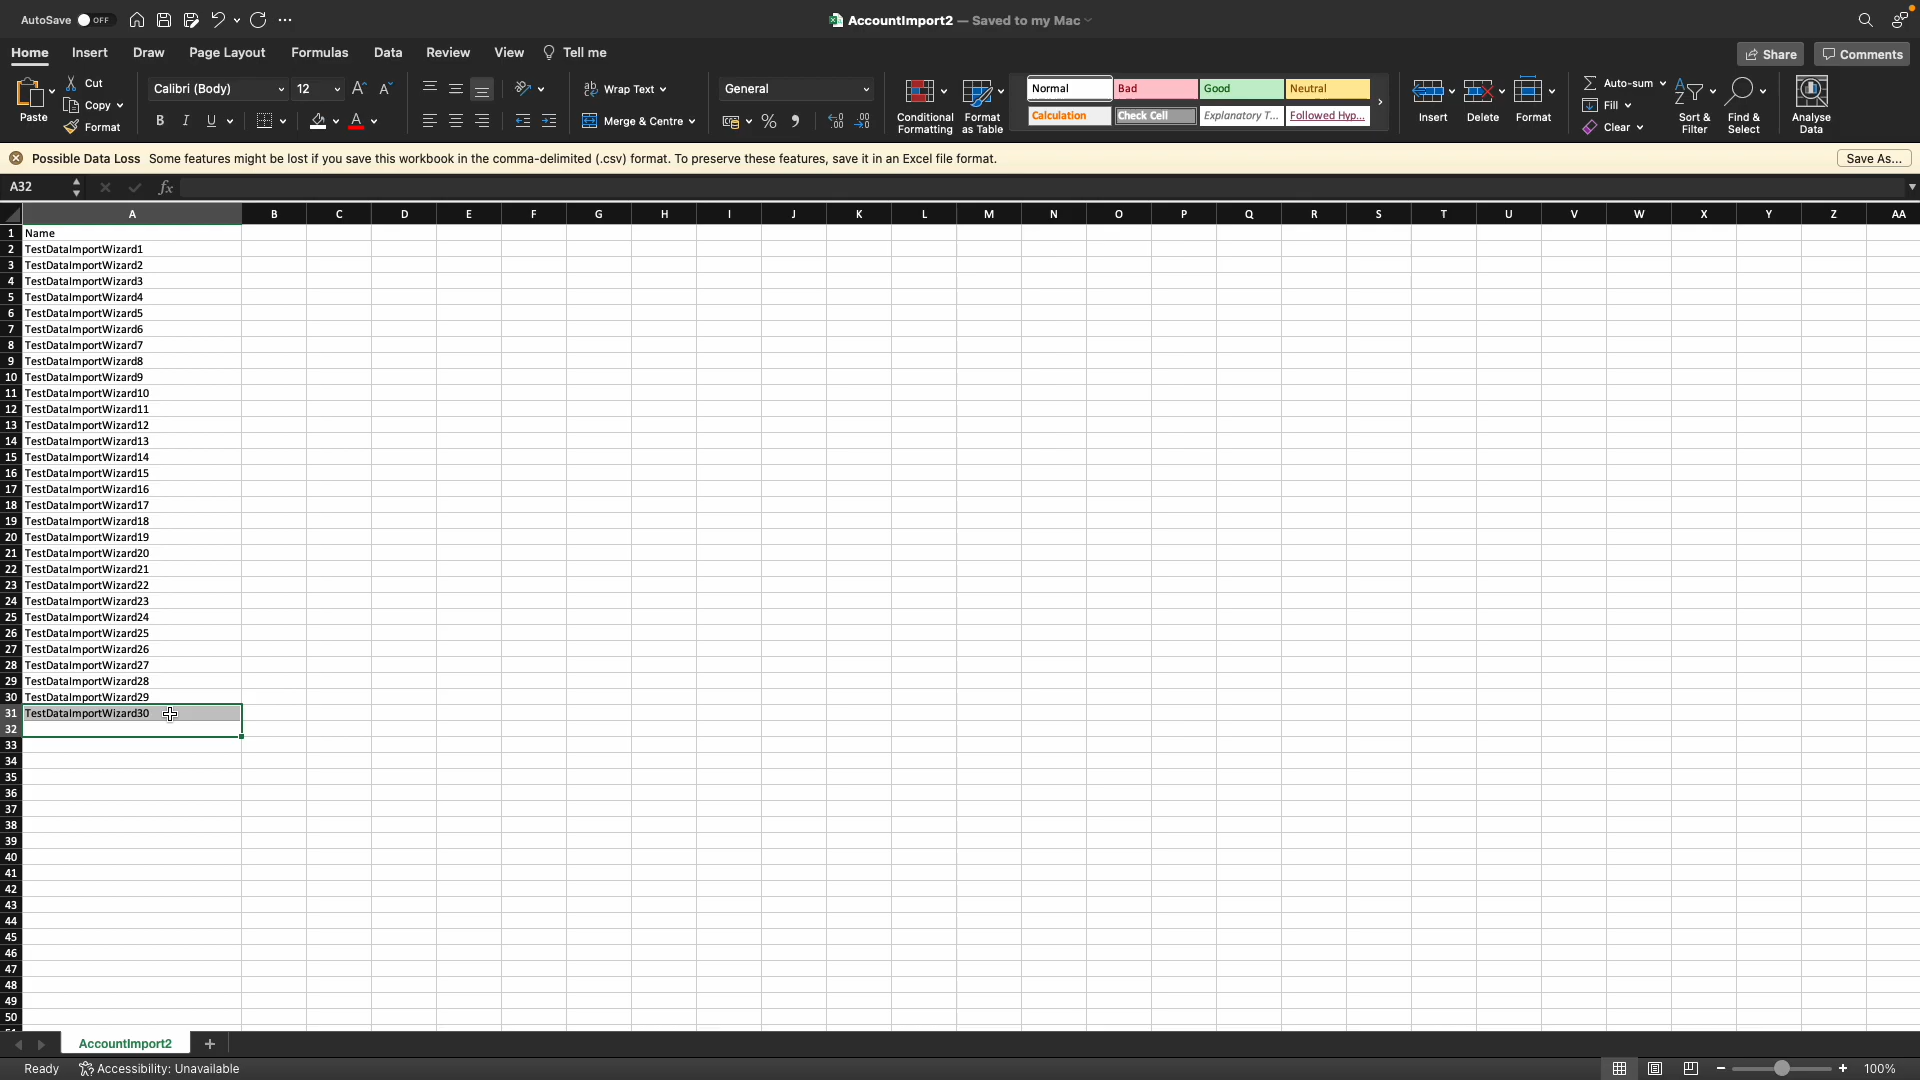 AutoSave OFF
AccountImport2 — Saved to my Mac
Home Insert Draw Page Layout Formulas Data Review View Tell me
Share Comments
Paste
Cut
Copy
Format
Calibri (Body) 12
B I U
Wrap Text
Merge & Centre
General
Conditional Formatting
Format as Table
Normal Bad Good Neutral
Calculation Check Cell Explanatory T... Followed Hyp...
Insert Delete Format
Auto-sum
Fill
Clear
Sort & Filter
Find & Select
Analyse Data
Possible Data Loss Some features might be lost if you save this workbook in the comma-delimited (.csv) format. To preserve these features, save it in an Excel file format.
Save As...
A32 fx
A B C D E F G H I J K L M N O P Q R S T U V W X Y Z AA
1 Name
2 TestDataImportWizard1
3 TestDataImportWizard2
4 TestDataImportWizard3
5 TestDataImportWizard4
6 TestDataImportWizard5
7 TestDataImportWizard6
8 TestDataImportWizard7
9 TestDataImportWizard8
10 TestDataImportWizard9
11 TestDataImportWizard10
12 TestDataImportWizard11
13 TestDataImportWizard12
14 TestDataImportWizard13
15 TestDataImportWizard14
16 TestDataImportWizard15
17 TestDataImportWizard16
18 TestDataImportWizard17
19 TestDataImportWizard18
20 TestDataImportWizard19
21 TestDataImportWizard20
22 TestDataImportWizard21
23 TestDataImportWizard22
24 TestDataImportWizard23
25 TestDataImportWizard24
26 TestDataImportWizard25
27 TestDataImportWizard26
28 TestDataImportWizard27
29 TestDataImportWizard28
30 TestDataImportWizard29
31 TestDataImportWizard30
32
33
34
35
36
37
38
39
40
41
42
43
44
45
46
47
48
49
50
AccountImport2 +
Ready Accessibility: Unavailable
100%